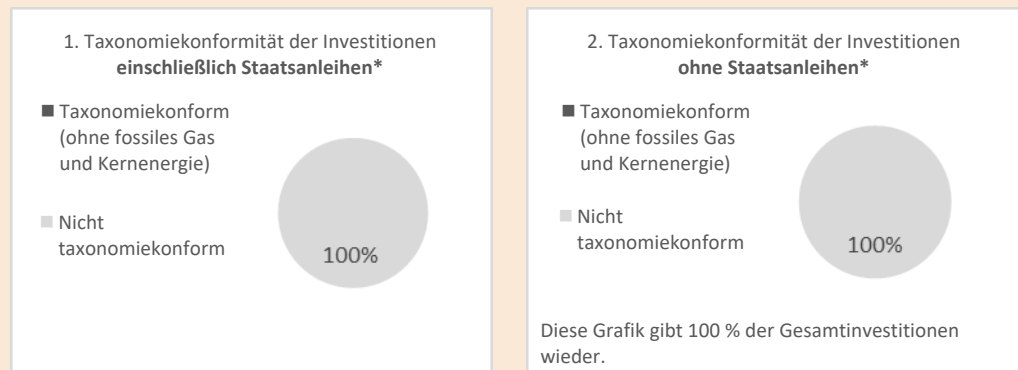 1. Taxonomiekonformität der Investitionen
einschließlich Staatsanleihen*
Taxonomiekonform
(ohne fossiles Gas
und Kernenergie)
Nicht
taxonomiekonform
100%
2. Taxonomiekonformität der Investitionen
ohne Staatsanleihen*
Taxonomiekonform
(ohne fossiles Gas
und Kernenergie)
Nicht
taxonomiekonform
100%
Diese Grafik gibt 100 % der Gesamtinvestitionen
wieder.